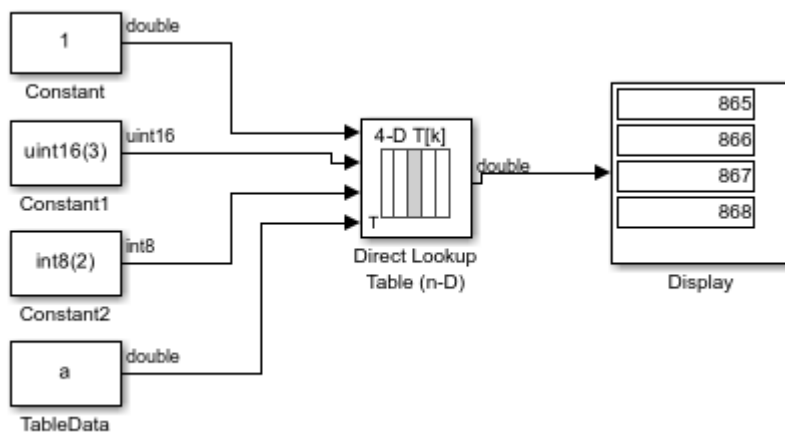 1
double
Constant
uint16(3)
uint16
Constant1
int8(2)
int8
Constant2
a
double
TableData
4-D T[k]
T
double
Direct Lookup
Table (n-D)
865
866
867
868
Display